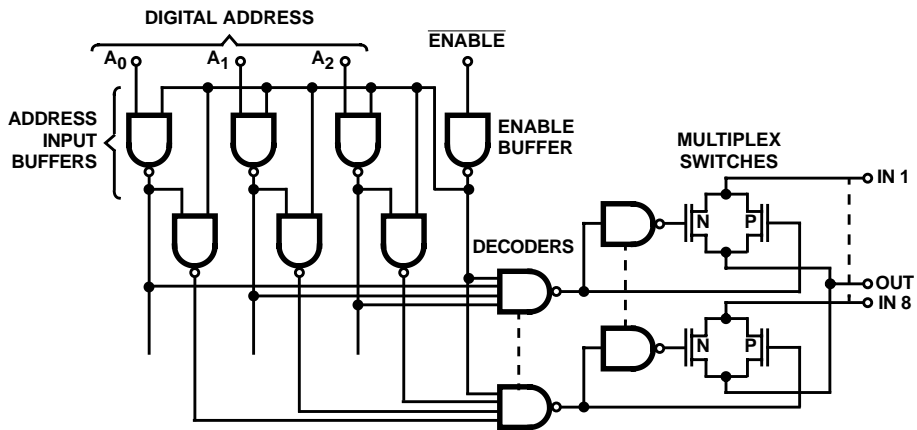 DIGITAL ADDRESS
A0
A1
A2
ENABLE
ADDRESS
INPUT
BUFFERS
ENABLE
BUFFER
MULTIPLEX
SWITCHES
IN 1
N
P
DECODERS
OUT
IN 8
N
P